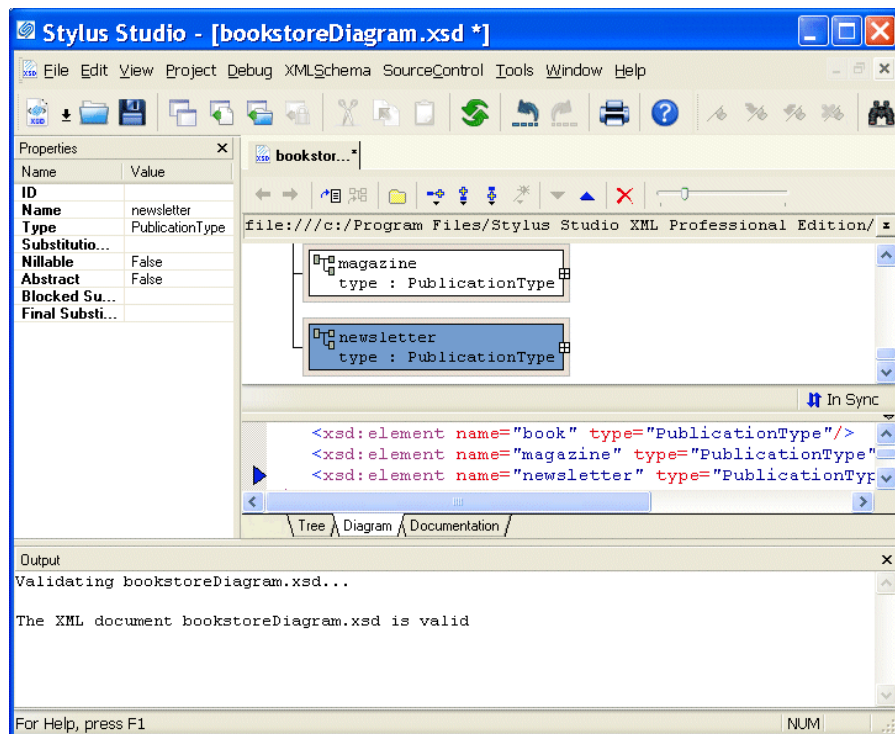 Stylus Studio - [bookstoreDiagram.xsd *]
File Edit View Project Debug XMLSchema SourceControl Tools Window Help
XSD
Properties
Name Value
ID
Name newsletter
Type PublicationType
Substitutio...
Nillable False
Abstract False
Blocked Su...
Final Substi...
bookstor...*
file:///c:/Program Files/Stylus Studio XML Professional Edition/
magazine
type : PublicationType
newsletter
type : PublicationType
In Sync
<xsd:element name="book" type="PublicationType"/>
<xsd:element name="magazine" type="PublicationType"
<xsd:element name="newsletter" type="PublicationTyp
Tree Diagram Documentation
Output
Validating bookstoreDiagram.xsd...
The XML document bookstoreDiagram.xsd is valid
For Help, press F1
NUM